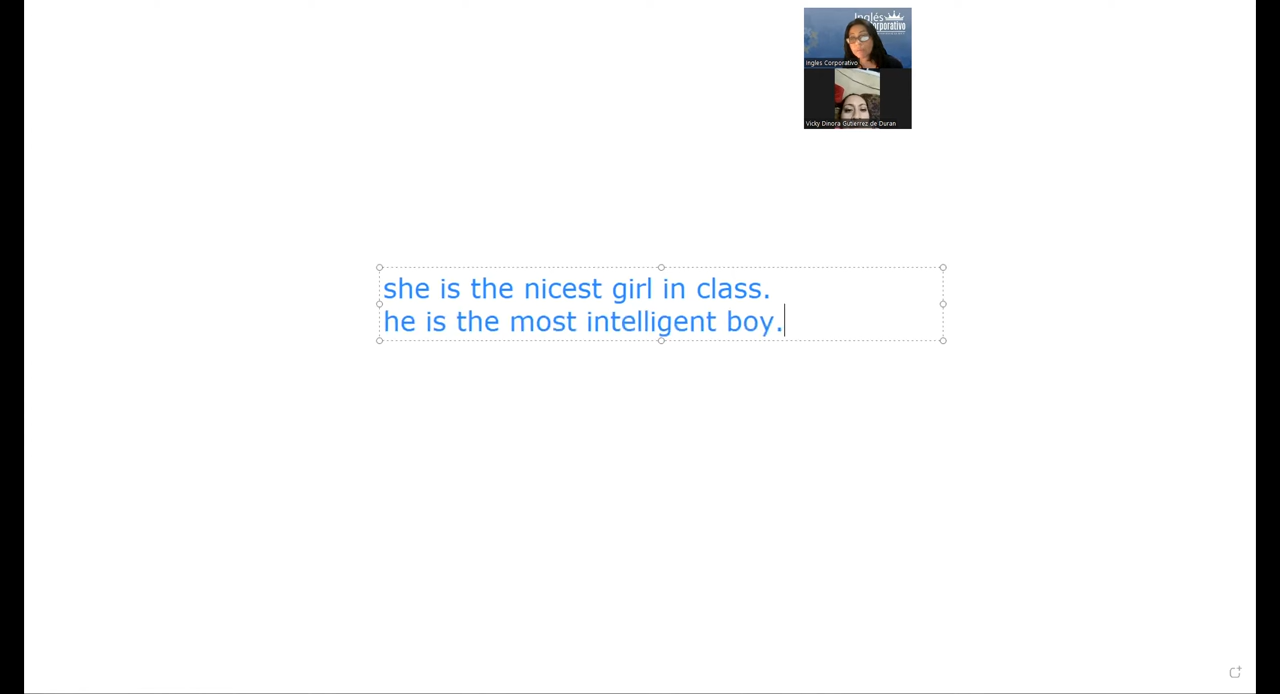 Inglés
Corporativo
Ingles Corporativo
Vicky Dinora Gutierrez de Duran
she is the nicest girl in class.
he is the most intelligent boy.